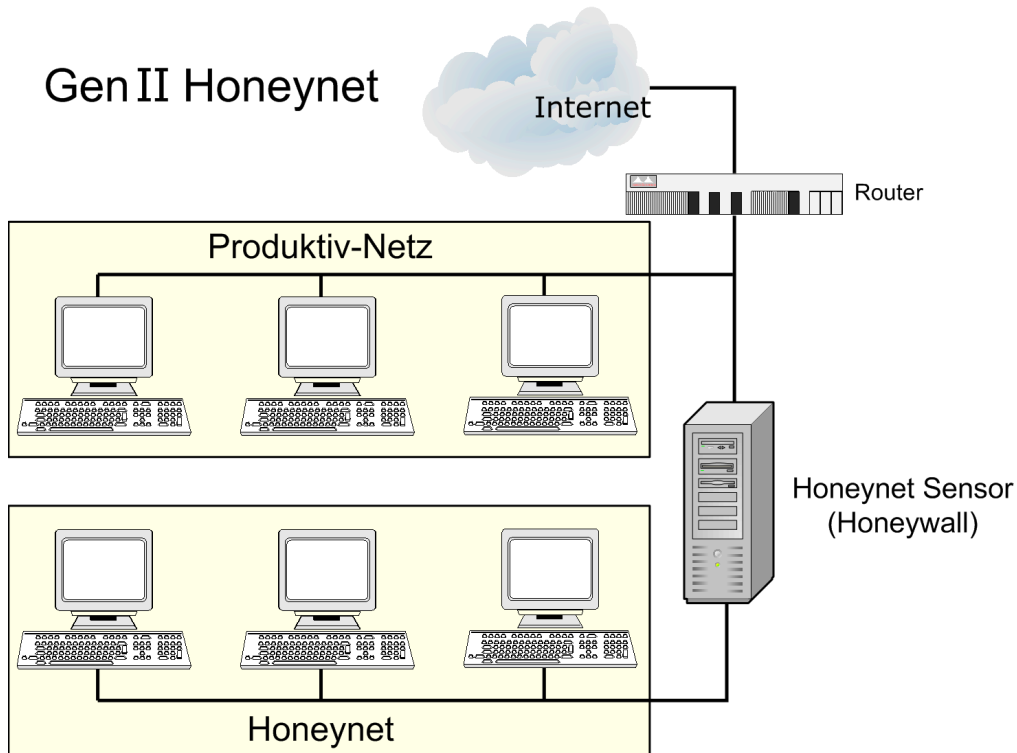 Gen II Honeynet
Internet
Router
Produktiv-Netz
Honeynet Sensor
(Honeywall)
Honeynet